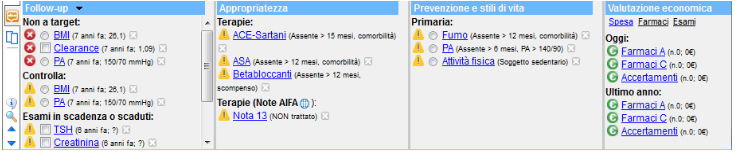 Follow-up
Non a target:
BMI (7 anni fa; 28,1)
Clearance (7 anni fa; 1,09)
PA (7 anni fa; 150/70 mmHg)
Controlla:
BMI (7 anni fa; 28,1)
PA (7 anni fa; 150/70 mmHg)
Esami in scadenza o scaduti:
TSH (6 anni fa; ?)
Creatinina (6 anni fa; ?)
Appropriatezza
Terapie:
ACE-Sartani (Assente > 15 mesi, comorbilità)
ASA (Assente > 12 mesi, comorbilità)
Betabloccanti (Assente > 12 mesi, scompenso)
Terapie (Note AIFA):
Nota 13 (NON trattato)
Prevenzione e stili di vita
Primaria:
Fumo (Assente > 12 mesi, comorbilità)
PA (Assente > 6 mesi, PA > 140/90)
Attività fisica (Soggetto sedentario)
Valutazione economica
Spesa Farmaci Esami
Oggi:
Farmaci A (n.0; 0€)
Farmaci C (n.0; 0€)
Accertamenti (n.0; 0€)
Ultimo anno:
Farmaci A (n.0; 0€)
Farmaci C (n.0; 0€)
Accertamenti (n.0; 0€)